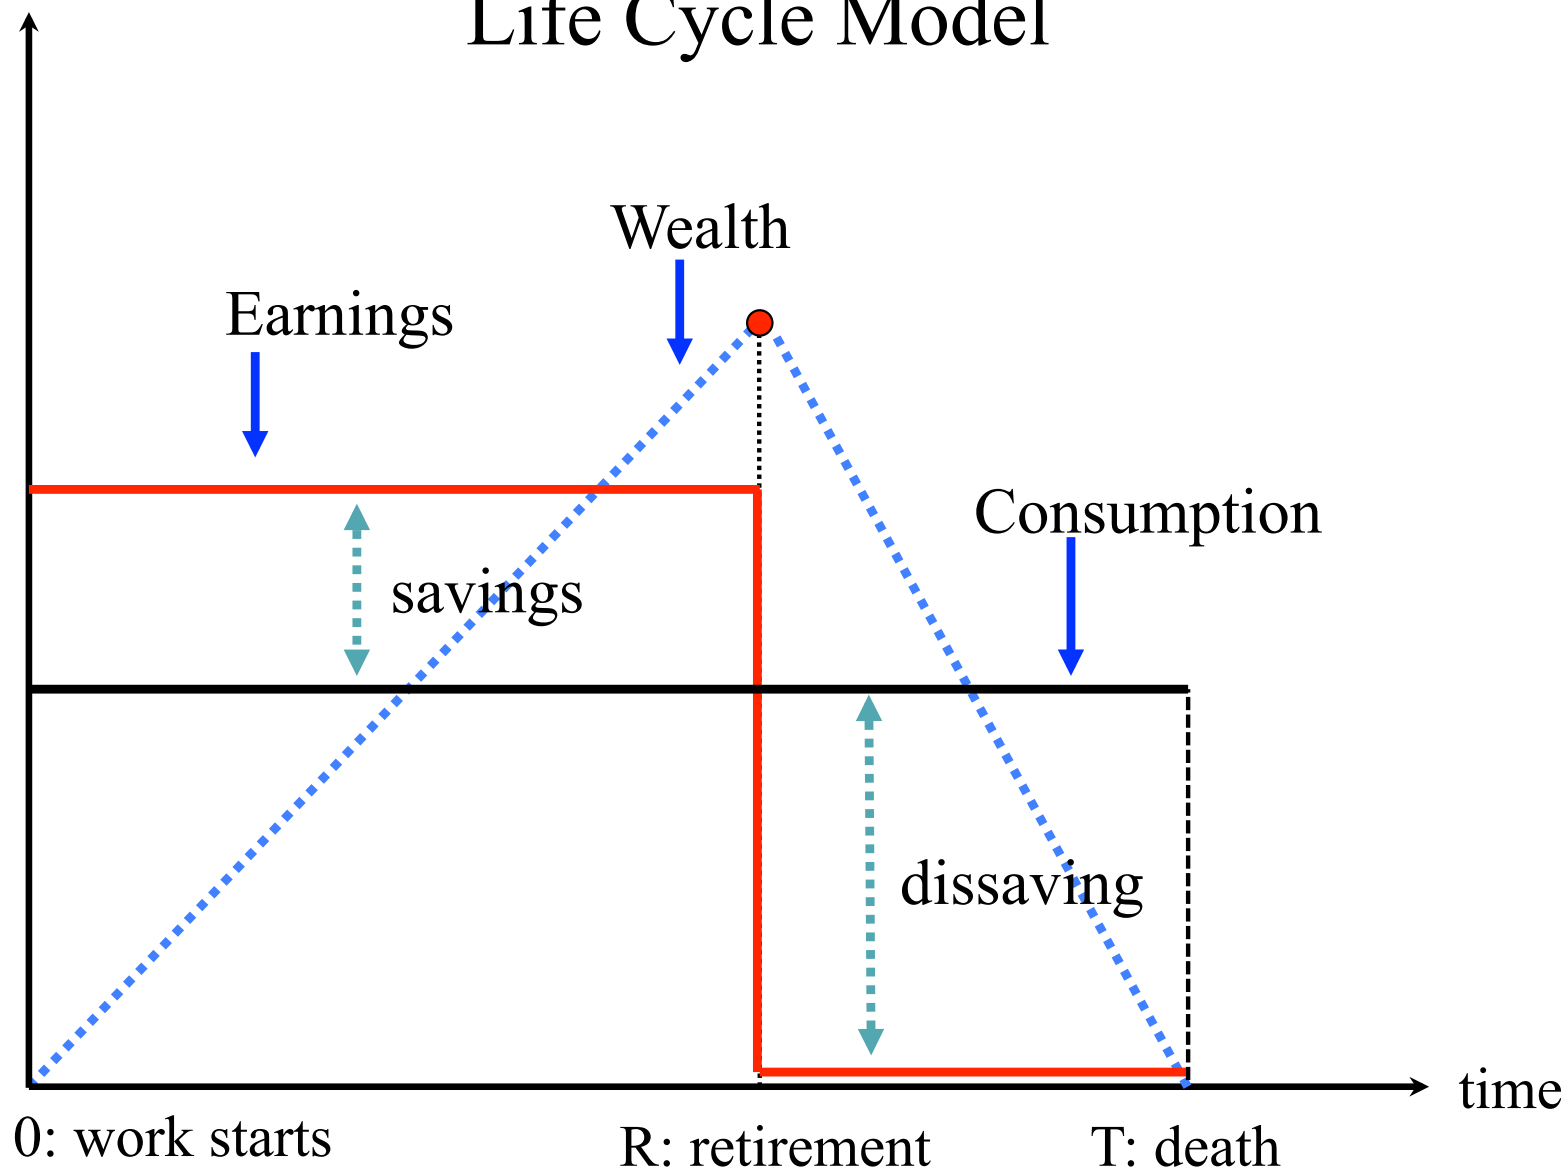 Life Cycle Model
Wealth
Earnings
Consumption
savings
dissaving
time
0: work starts
R: retirement
T: death